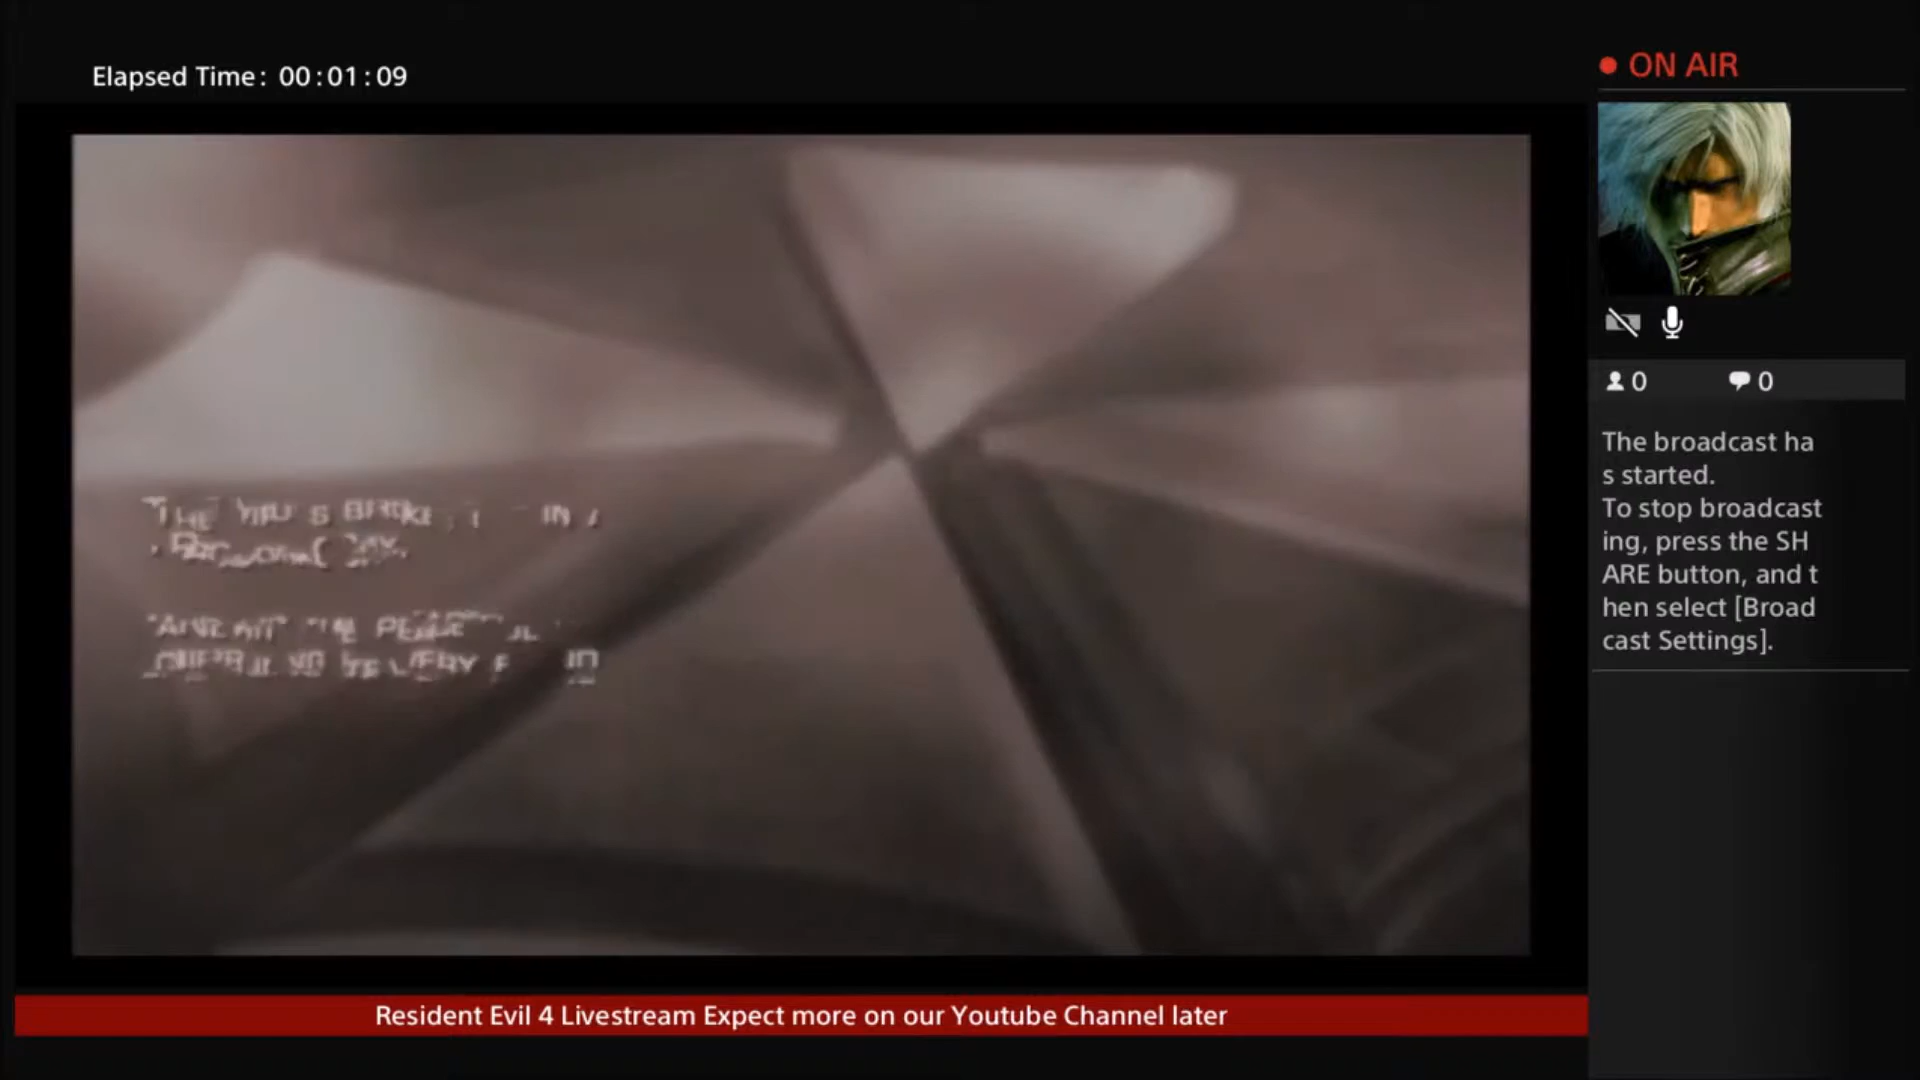 Elapsed Time: 00:01:09
ON AIR
0 0
The broadcast ha
s started.
To stop broadcast
ing, press the SH
ARE button, and t
hen select [Broad
cast Settings].
THE
IN
Resident Evil 4 Livestream Expect more on our Youtube Channel later